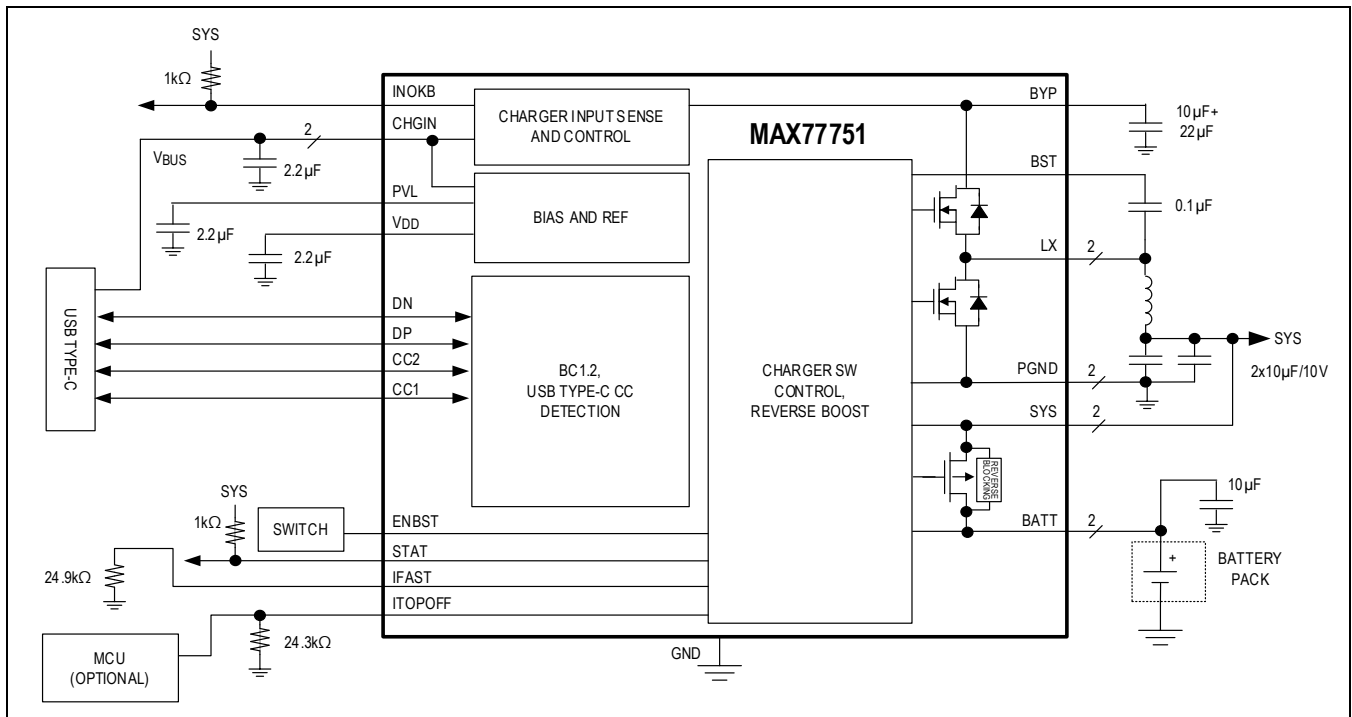 SYS
1kΩ
INOKB
CHGIN
2
VBUS
2.2µF
PVL
2.2µF
VDD
2.2µF
CHARGER INPUT SENSE
AND CONTROL
BIAS AND REF
MAX77751
BYP
10µF+
22µF
BST
0.1µF
LX
2
USB TYPE-C
DN
DP
CC2
CC1
BC1.2,
USB TYPE-C CC
DETECTION
CHARGER SW
CONTROL,
REVERSE BOOST
SYS
2x10µF/10V
PGND
2
SYS
2
REVERSE
BLOCKING
BATT
2
10µF
+
BATTERY
PACK
SYS
1kΩ
SWITCH
ENBST
STAT
24.9kΩ
IFAST
ITOPOFF
24.3kΩ
MCU
(OPTIONAL)
GND